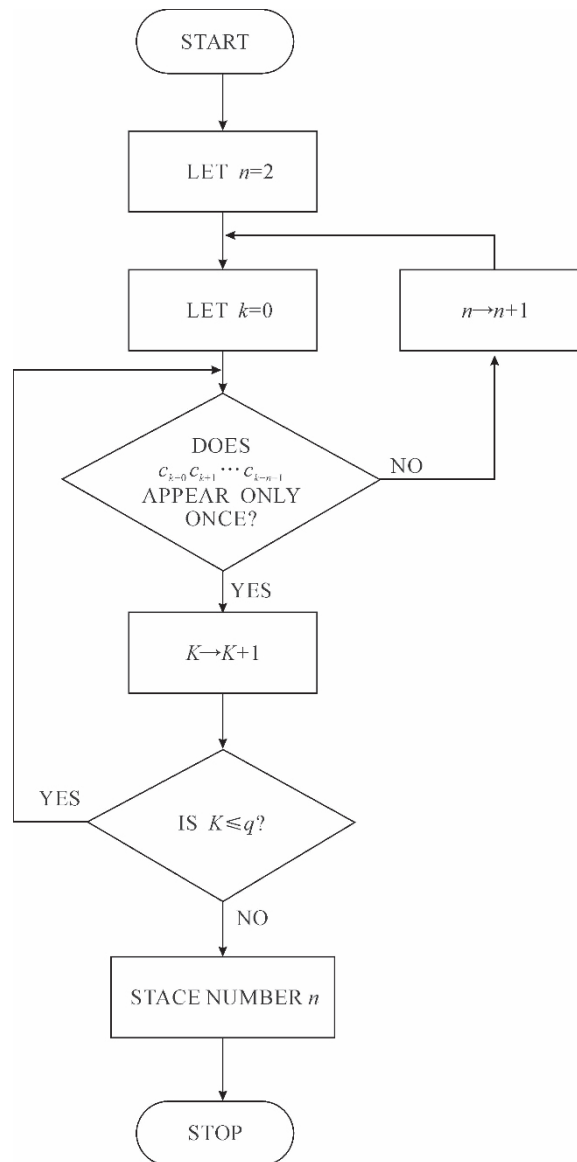 START
LET n=2
LET k=0
n→n+1
DOES
c_{k=0} c_{k+1} ⋯ c_{k=n=1}
APPEAR ONLY
ONCE?
NO
YES
K→K+1
YES
IS K≤q?
NO
STACE NUMBER n
STOP